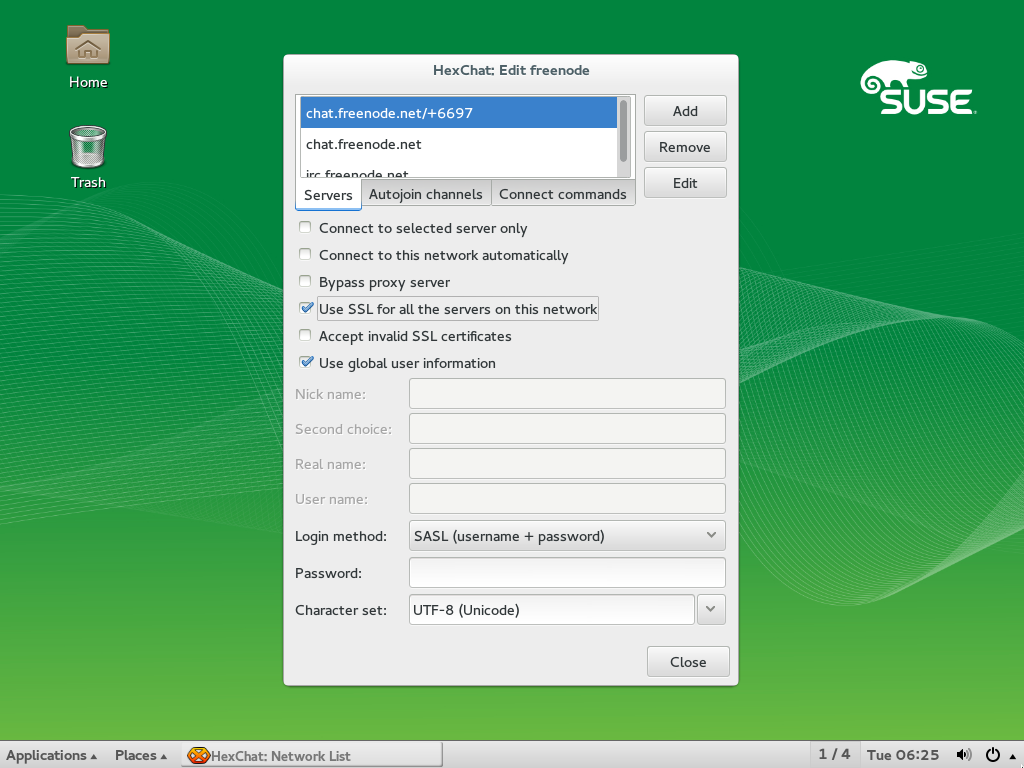 Home
Trash
SUSE
HexChat: Edit freenode
chat.freenode.net/+6697
chat.freenode.net
irc.freenode.net
Add
Remove
Edit
Servers
Autojoin channels
Connect commands
Connect to selected server only
Connect to this network automatically
Bypass proxy server
Use SSL for all the servers on this network
Accept invalid SSL certificates
Use global user information
Nick name:
Second choice:
Real name:
User name:
Login method:
SASL (username + password)
Password:
Character set:
UTF-8 (Unicode)
Close
Applications
Places
HexChat: Network List
1 / 4
Tue 06:25